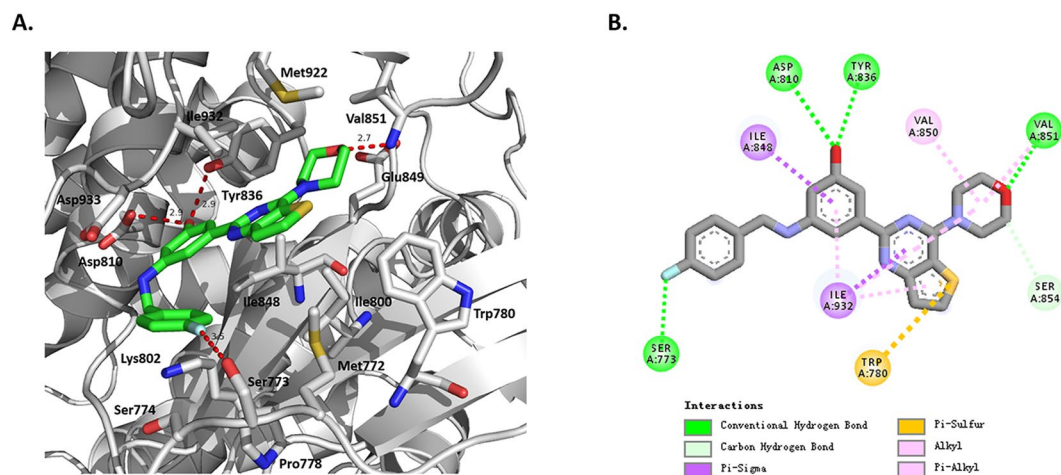 A.
B.
Met922
Ile932
Val851
2.7
Glu849
Tyr836
Asp933
2.9
2.9
Asp810
Ile848
Ile800
Trp780
Lys802
3.5
Ser773
Met772
Ser774
Pro778
ASP
A:810
TYR
A:836
VAL
A:850
VAL
A:851
ILE
A:848
ILE
A:932
SER
A:854
SER
A:773
TRP
A:780
Interactions
Conventional Hydrogen Bond
Carbon Hydrogen Bond
Pi-Sigma
Pi-Sulfur
Alkyl
Pi-Alkyl